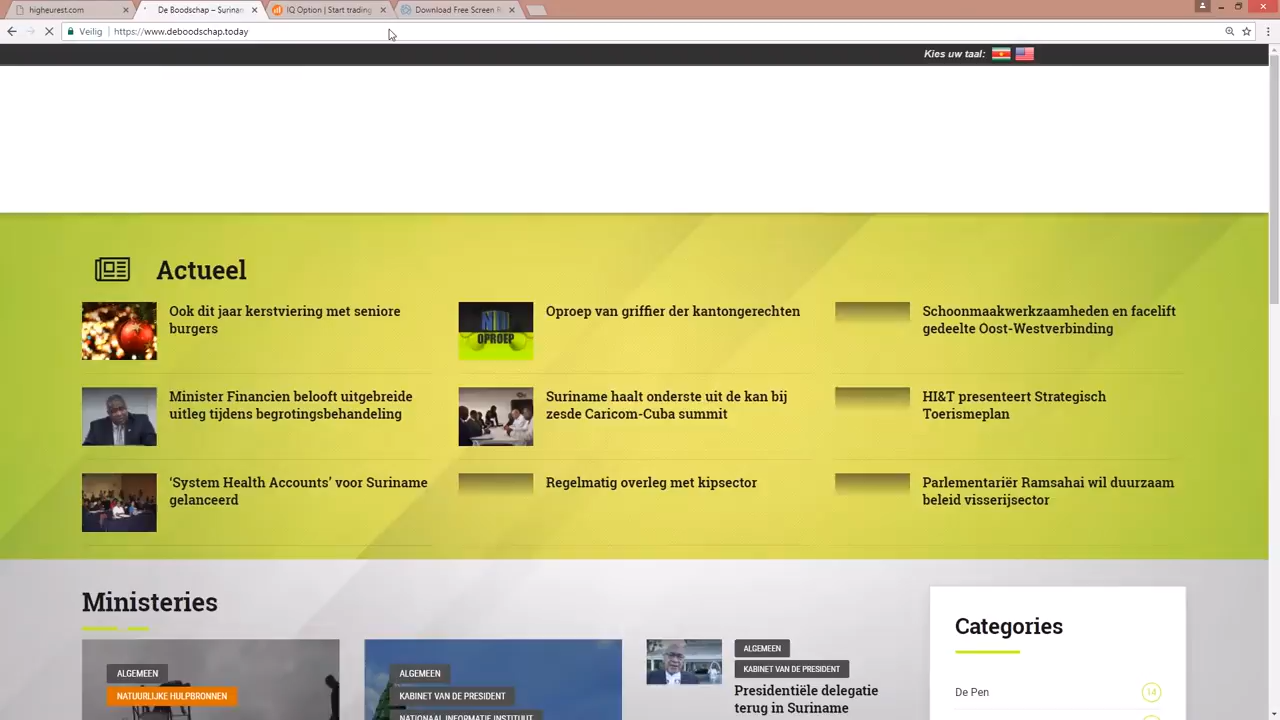 higheurest.com
De Boodschap – Surinam
IQ Option | Start trading
Download Free Screen R
Veilig
https://www.deboodschap.today
Kies uw taal:
Actueel
Ook dit jaar kerstviering met seniore
burgers
Oproep van griffier der kantongerechten
Schoonmaakwerkzaamheden en facelift
gedeelte Oost-Westverbinding
OPROEP
Minister Financien belooft uitgebreide
uitleg tijdens begrotingsbehandeling
Suriname haalt onderste uit de kan bij
zesde Caricom-Cuba summit
HI&T presenteert Strategisch
Toerismeplan
‘System Health Accounts’ voor Suriname
gelanceerd
Regelmatig overleg met kipsector
Parlementariër Ramsahai wil duurzaam
beleid visserijsector
Ministeries
ALGEMEEN
NATUURLIJKE HULPBRONNEN
ALGEMEEN
KABINET VAN DE PRESIDENT
NATIONAAL INFORMATIE INSTITUUT
ALGEMEEN
KABINET VAN DE PRESIDENT
Presidentiële delegatie
terug in Suriname
Categories
De Pen
14